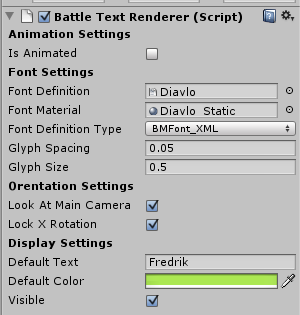 Battle Text Renderer (Script)
Animation Settings
Is Animated
Font Settings
Font Definition Diavlo
Font Material Diavlo_Static
Font Definition Type BMFont_XML
Glyph Spacing 0.05
Glyph Size 0.5
Orentation Settings
Look At Main Camera
Lock X Rotation
Display Settings
Default Text Fredrik
Default Color
Visible